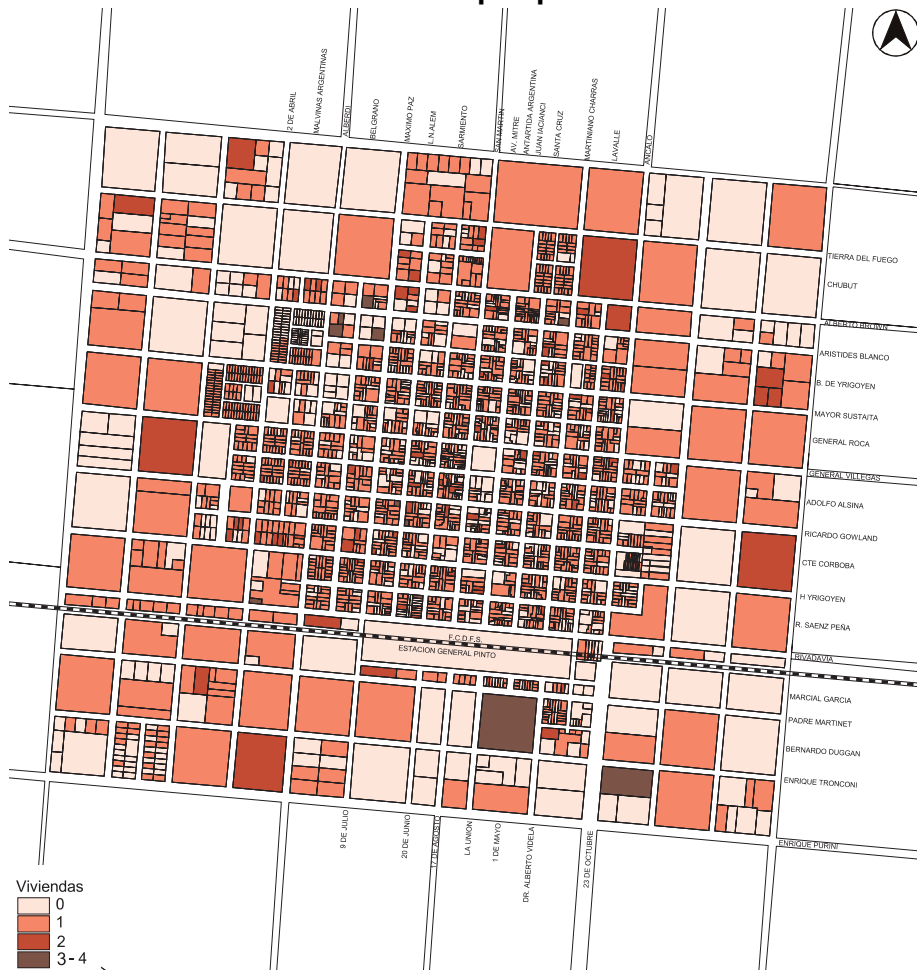 2 DE ABRIL
MALVINAS ARGENTINAS
ALBERDI
BELGRANO
MAXIMO PAZ
L.N.ALEM
SARMIENTO
SAN MARTIN
AV. MITRE
ANTARTIDA ARGENTINA
JUAN IACIANCI
SANTA CRUZ
MARTINIANO CHARRAS
LAVALLE
ANCALO
TIERRA DEL FUEGO
CHUBUT
ALBERTO BROWN
ARISTIDES BLANCO
B. DE YRIGOYEN
MAYOR SUSTAITA
GENERAL ROCA
GENERAL VILLEGAS
ADOLFO ALSINA
RICARDO GOWLAND
CTE CORBOBA
H YRIGOYEN
R. SAENZ PEÑA
F.C.D.F.S.
ESTACION GENERAL PINTO
RIVADAVIA
MARCIAL GARCIA
PADRE MARTINET
BERNARDO DUGGAN
ENRIQUE TRONCONI
ENRIQUE PURINI
9 DE JULIO
20 DE JUNIO
17 DE AGOSTO
LA UNION
1 DE MAYO
DR. ALBERTO VIDELA
23 DE OCTUBRE
Viviendas
0
1
2
3 - 4